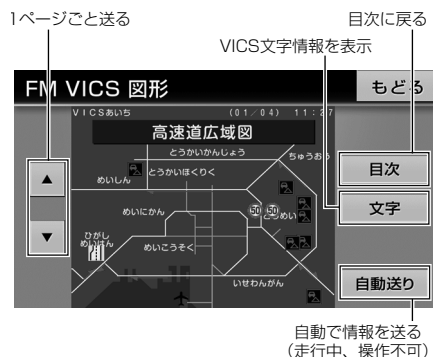 1ページごと送る
目次に戻る
VICS文字情報を表示
FM VICS 図形
もどる
VICSあいち (01/04) 11:27
高速道広域図
とうかいかんじょう
ちゅうおう
めいしん
とうかいほくりく
目次
▲
めいにかん
50 50
とうめい
文字
▼
ひがし
めいはん
めいこうそく
いせわんがん
自動送り
自動で情報を送る
(走行中、操作不可)